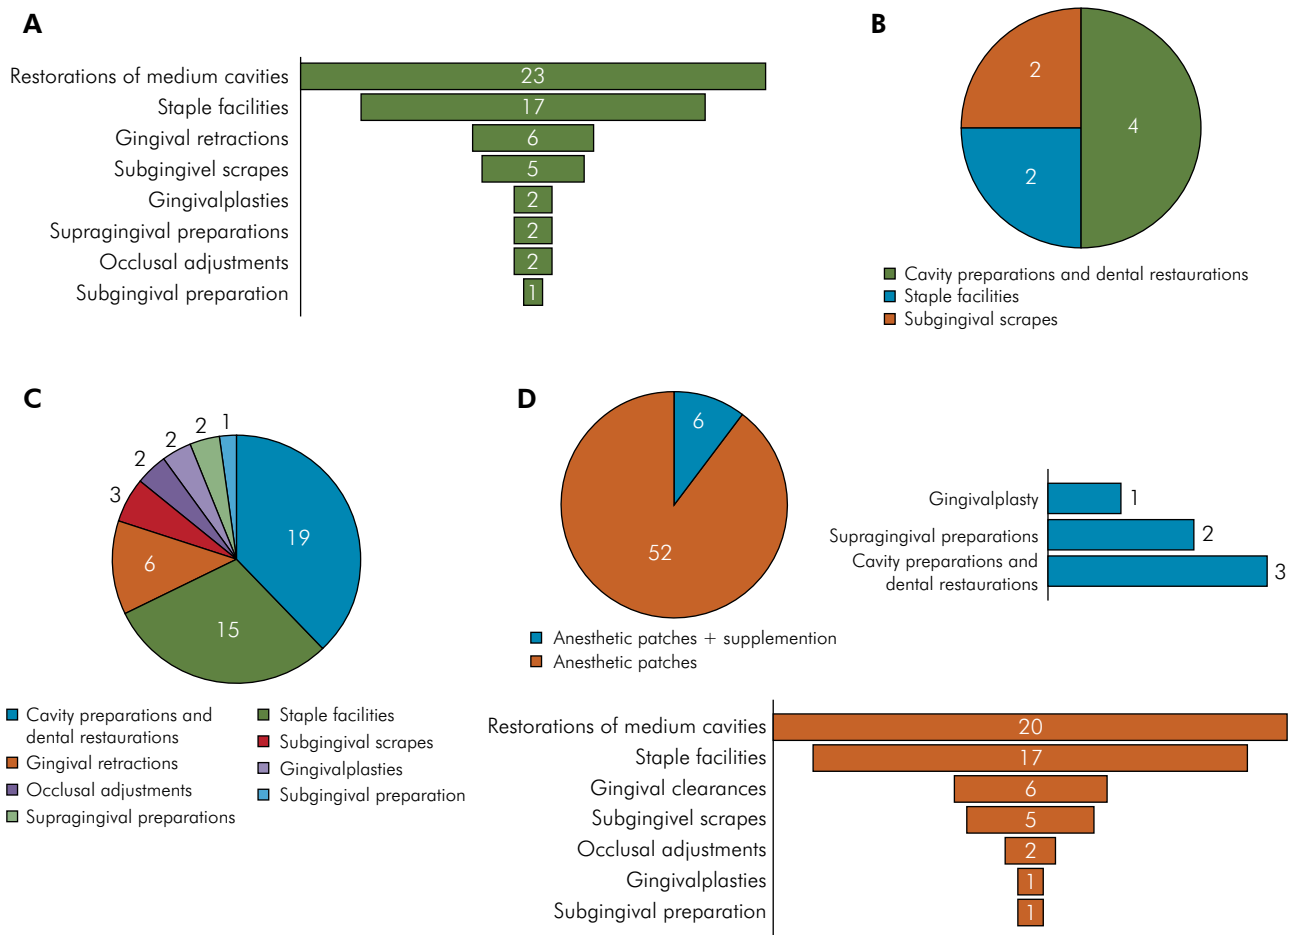 A
Restorations of medium cavities 23
Staple facilities 17
Gingival retractions 6
Subgingivel scrapes 5
Gingivalplasties 2
Supragingival preparations 2
Occlusal adjustments 2
Subgingival preparation 1
B
2
4
2
Cavity preparations and dental restaurations
Staple facilities
Subgingival scrapes
C
1
2
2
2
3
19
6
15
Cavity preparations and
dental restaurations
Gingival retractions
Occlusal adjustments
Supragingival preparations
Staple facilities
Subgingival scrapes
Gingivalplasties
Subgingival preparation
D
6
52
Anesthetic patches + supplemention
Anesthetic patches
Gingivalplasty 1
Supragingival preparations 2
Cavity preparations and
dental restaurations 3
Restorations of medium cavities 20
Staple facilities 17
Gingival clearances 6
Subgingivel scrapes 5
Occlusal adjustments 2
Gingivalplasties 1
Subgingival preparation 1